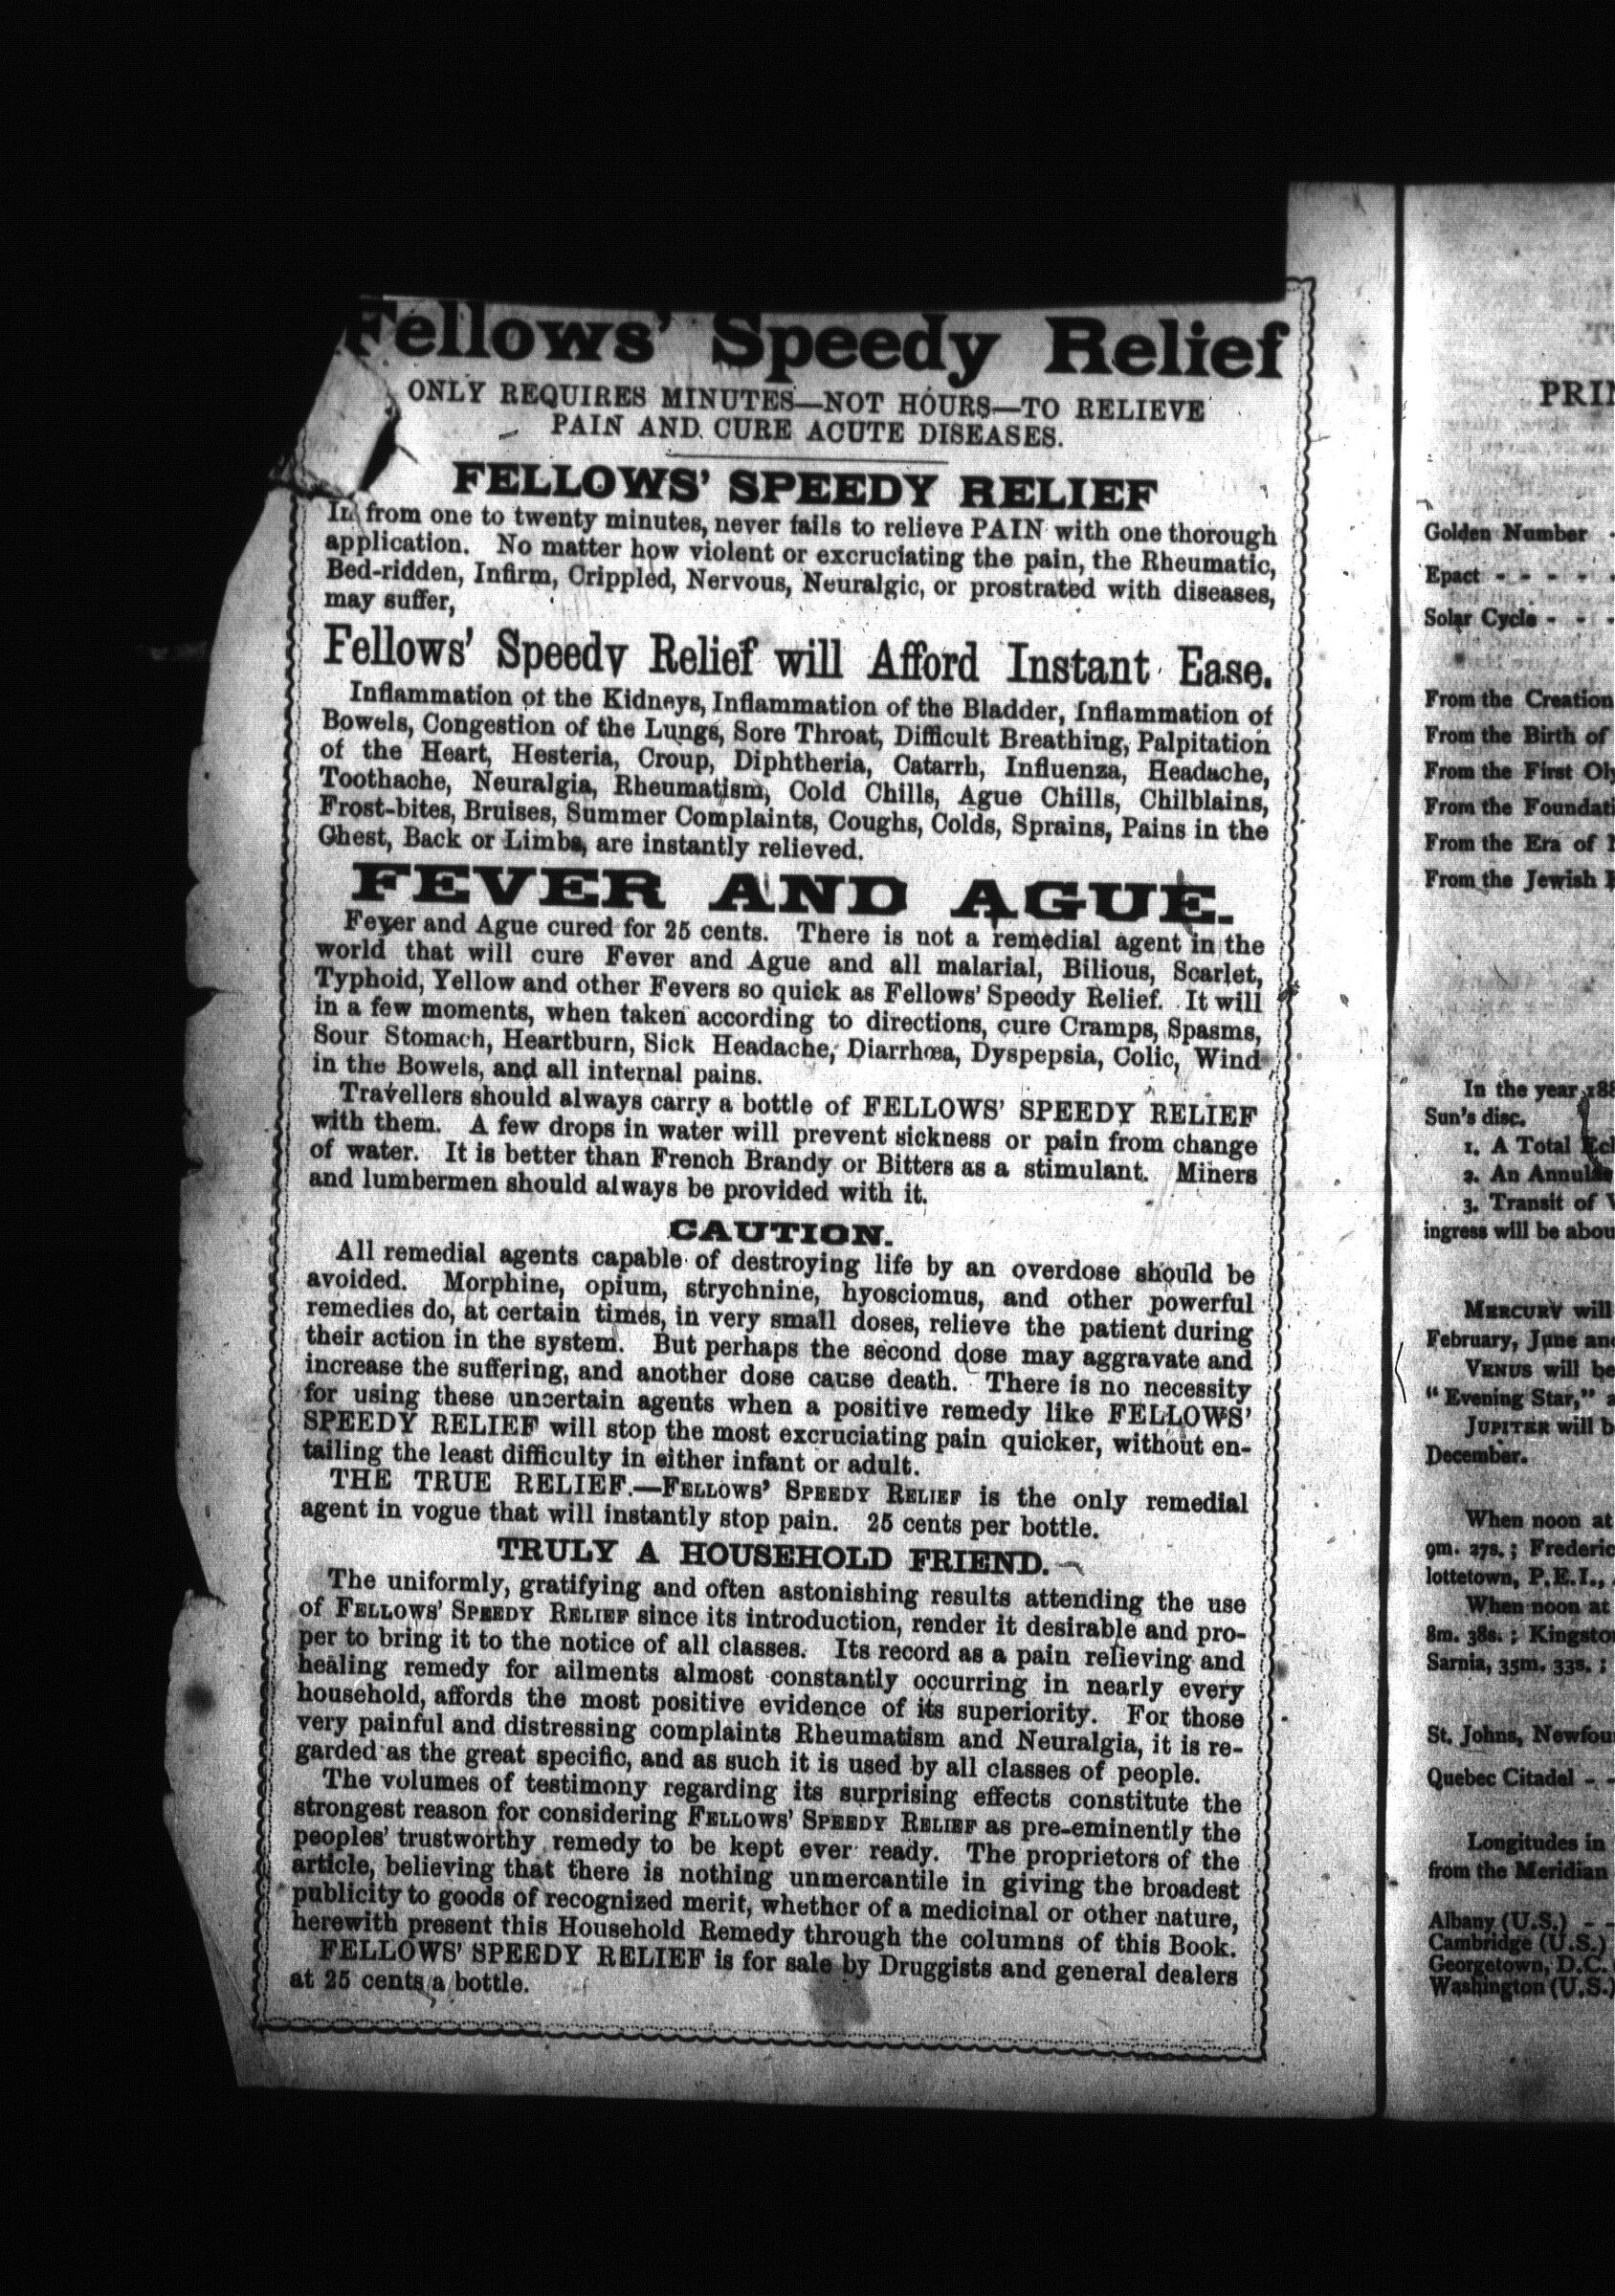 Fellows' Speedy Relief
ONLY REQUIRES MINUTES—NOT HOURS—TO RELIEVE
PAIN AND CURE ACUTE DISEASES.
FELLOWS' SPEEDY RELIEF
In from one to twenty minutes, never fails to relieve PAIN with one thorough
application. No matter how violent or excruciating the pain, the Rheumatic,
Bed-ridden, Infirm, Crippled, Nervous, Neuralgic, or prostrated with diseases,
may suffer,
Fellows' Speedy Relief will Afford Instant Ease.
Inflammation of the Kidneys, Inflammation of the Bladder, Inflammation of
Bowels, Congestion of the Lungs, Sore Throat, Difficult Breathing, Palpitation
of the Heart, Hesteria, Croup, Diphtheria, Catarrh, Influenza, Headache,
Toothache, Neuralgia, Rheumatism, Cold Chills, Ague Chills, Chilblains,
Frost-bites, Bruises, Summer Complaints, Coughs, Colds, Sprains, Pains in the
Chest, Back or Limbs, are instantly relieved.
FEVER AND AGUE.
Fever and Ague cured for 25 cents. There is not a remedial agent in the
world that will cure Fever and Ague and all malarial, Bilious, Scarlet,
Typhoid, Yellow and other Fevers so quick as Fellows' Speedy Relief. It will
in a few moments, when taken according to directions, cure Cramps, Spasms,
Sour Stomach, Heartburn, Sick Headache, Diarrhœa, Dyspepsia, Colic, Wind
in the Bowels, and all internal pains.
Travellers should always carry a bottle of FELLOWS' SPEEDY RELIEF
with them. A few drops in water will prevent sickness or pain from change
of water. It is better than French Brandy or Bitters as a stimulant. Miners
and lumbermen should always be provided with it.
CAUTION.
All remedial agents capable of destroying life by an overdose should be
avoided. Morphine, opium, strychnine, hyosciomus, and other powerful
remedies do, at certain times, in very small doses, relieve the patient during
their action in the system. But perhaps the second dose may aggravate and
increase the suffering, and another dose cause death. There is no necessity
for using these uncertain agents when a positive remedy like FELLOWS'
SPEEDY RELIEF will stop the most excruciating pain quicker, without en-
tailing the least difficulty in either infant or adult.
THE TRUE RELIEF.—FELLOWS' SPEEDY RELIEF is the only remedial
agent in vogue that will instantly stop pain. 25 cents per bottle.
TRULY A HOUSEHOLD FRIEND.
The uniformly, gratifying and often astonishing results attending the use
of FELLOWS' SPEEDY RELIEF since its introduction, render it desirable and pro-
per to bring it to the notice of all classes. Its record as a pain relieving and
healing remedy for ailments almost constantly occurring in nearly every
household, affords the most positive evidence of its superiority. For those
very painful and distressing complaints Rheumatism and Neuralgia, it is re-
garded as the great specific, and as such it is used by all classes of people.
The volumes of testimony regarding its surprising effects constitute the
strongest reason for considering FELLOWS' SPEEDY RELIEF as pre-eminently the
peoples' trustworthy remedy to be kept ever ready. The proprietors of the
article, believing that there is nothing unmercantile in giving the broadest
publicity to goods of recognized merit, whether of a medicinal or other nature,
herewith present this Household Remedy through the columns of this Book.
FELLOWS' SPEEDY RELIEF is for sale by Druggists and general dealers
at 25 cents a bottle.
Golden Number -
Epact - - - - -
Solar Cycle - - -
From the Creation
From the Birth of
From the First
From the
From the Era of
From the Jewish
In the year
Sun's disc.
1. A Total
2. An
3. Transit of
ingress will be
MERCURY will
February, June
VENUS will be
"Evening Star,"
JUPITER will
December.
When noon at
9m. 27s.;
lottetown, P.E.I.,
When noon at
8m. 38s.;
Sarnia, 35m. 33s.;
St. Johns,
Quebec Citadel - -
Longitudes in
from the Meridian
Albany (U.S.) - -
Cambridge (U.S.)
Georgetown, D.C.
Washington (U.S.)